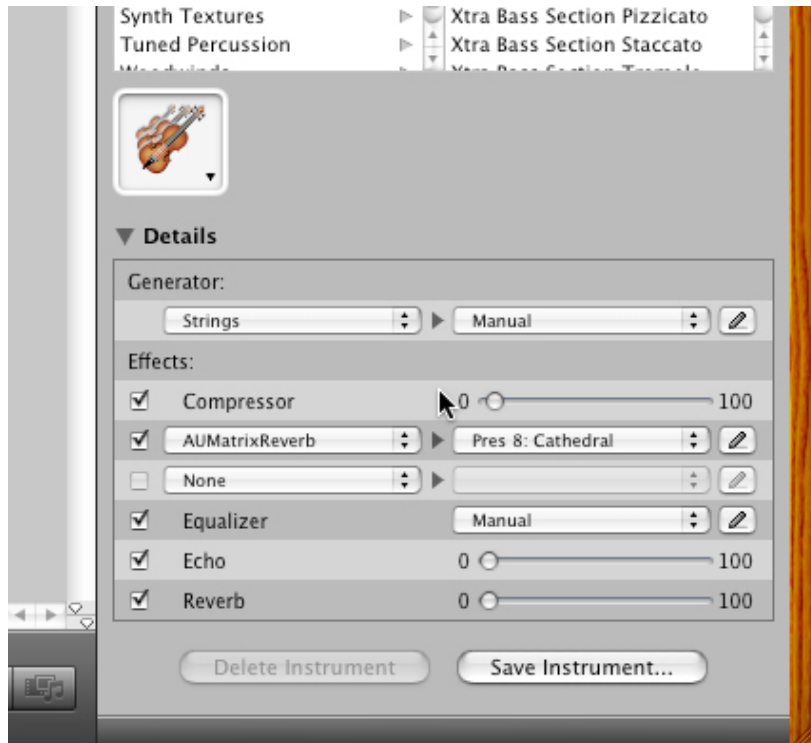 Synth Textures Xtra Bass Section Pizzicato
Tuned Percussion Xtra Bass Section Staccato
Details
Generator:
Strings Manual
Effects:
Compressor 0 100
AUMatrixReverb Pres 8: Cathedral
None
Equalizer Manual
Echo 0 100
Reverb 0 100
Delete Instrument Save Instrument...